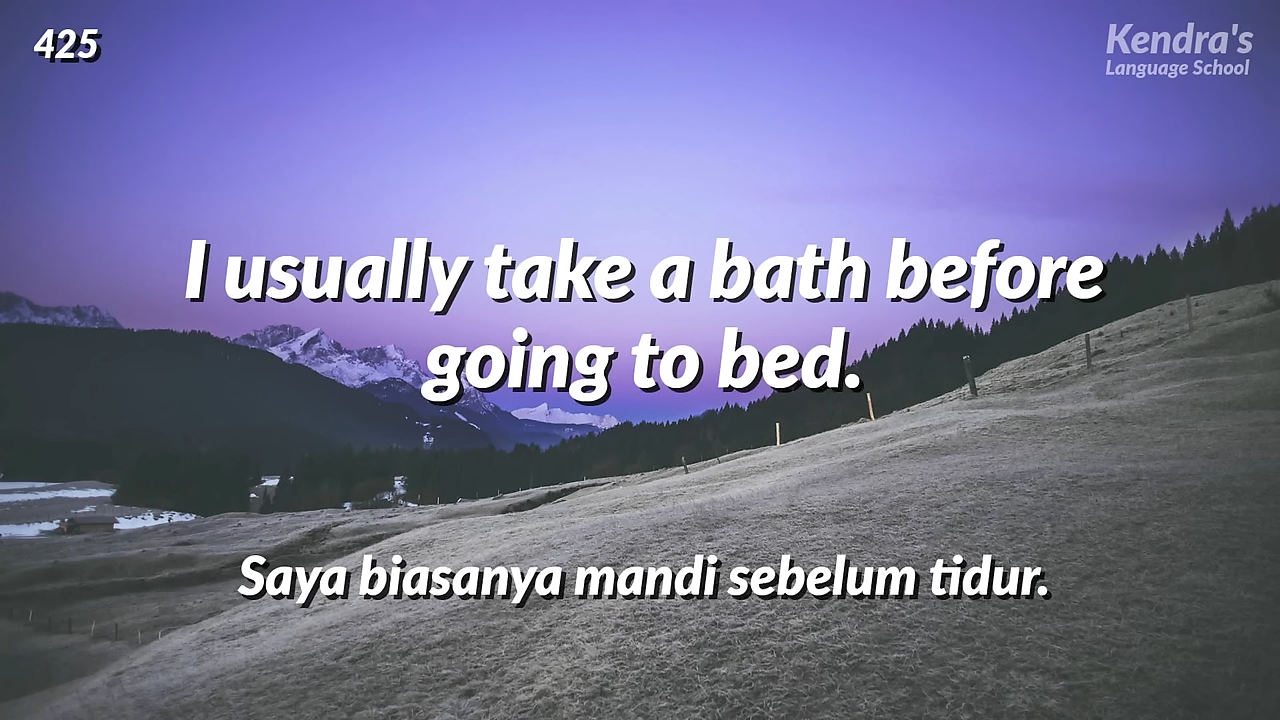 425
Kendra's
Language School
I usually take a bath before
going to bed.
Saya biasanya mandi sebelum tidur.